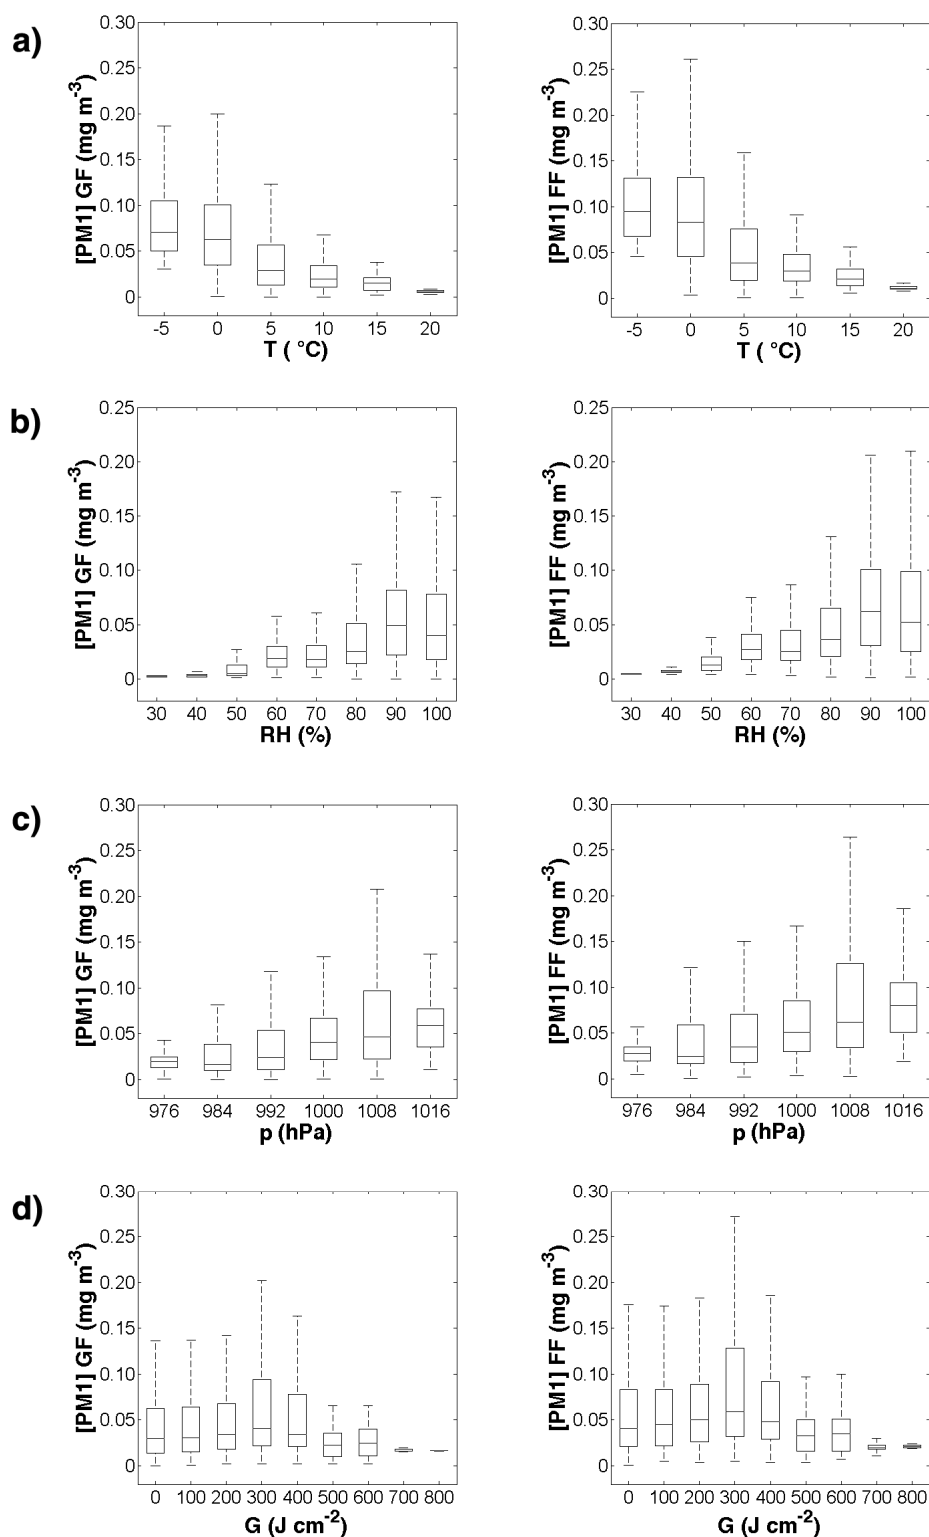 a)
0.30
0.25
0.20
0.15
0.10
0.05
0
[PM1] GF (mg m-3)
-5 0 5 10 15 20
T ( °C)
0.30
0.25
0.20
0.15
0.10
0.05
0
[PM1] FF (mg m-3)
-5 0 5 10 15 20
T ( °C)
b)
0.25
0.20
0.15
0.10
0.05
0
[PM1] GF (mg m-3)
30 40 50 60 70 80 90 100
RH (%)
0.25
0.20
0.15
0.10
0.05
0
[PM1] FF (mg m-3)
30 40 50 60 70 80 90 100
RH (%)
c)
0.30
0.25
0.20
0.15
0.10
0.05
0
[PM1] GF (mg m-3)
976 984 992 1000 1008 1016
p (hPa)
0.30
0.25
0.20
0.15
0.10
0.05
0
[PM1] FF (mg m-3)
976 984 992 1000 1008 1016
p (hPa)
d)
0.30
0.25
0.20
0.15
0.10
0.05
0
[PM1] GF (mg m-3)
0 100 200 300 400 500 600 700 800
G (J cm-2)
0.30
0.25
0.20
0.15
0.10
0.05
0
[PM1] FF (mg m-3)
0 100 200 300 400 500 600 700 800
G (J cm-2)